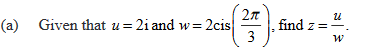 (a) Given that u = 2i and w = 2cis(2π/3), find z = u/w.